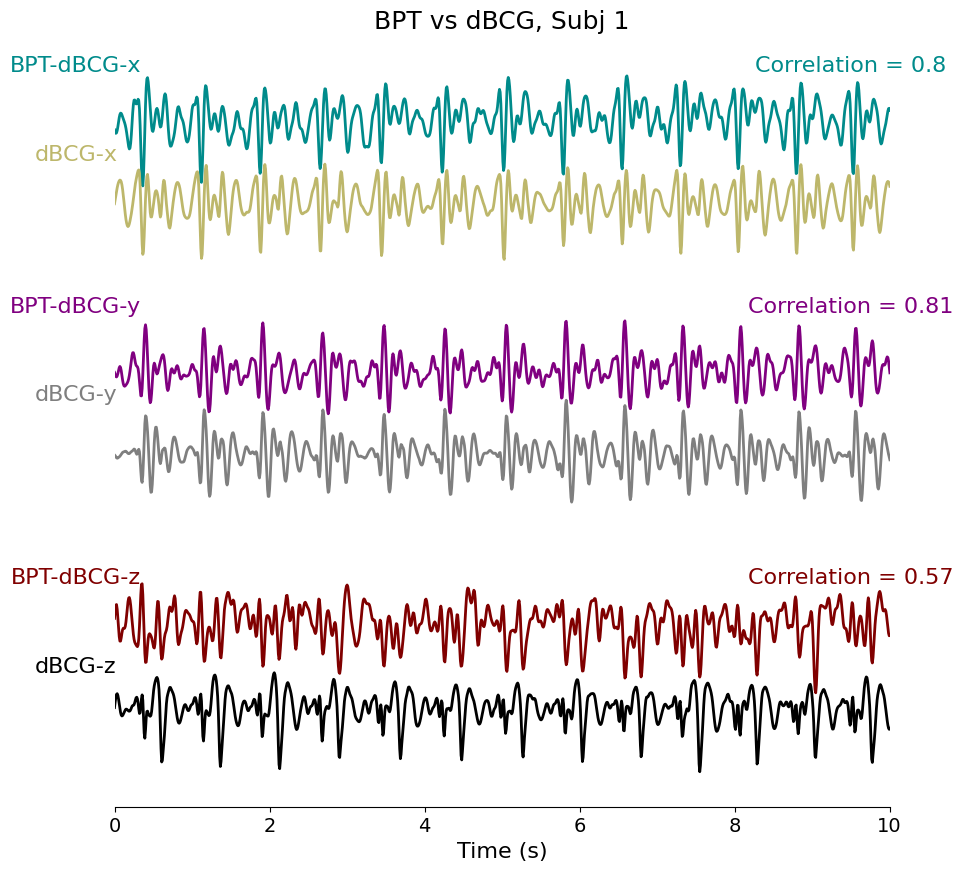 BPT vs dBCG, Subj 1
BPT-dBCG-x
Correlation = 0.8
dBCG-x
BPT-dBCG-y
Correlation = 0.81
dBCG-y
BPT-dBCG-z
Correlation = 0.57
dBCG-z
0 2 4 6 8 10
Time (s)